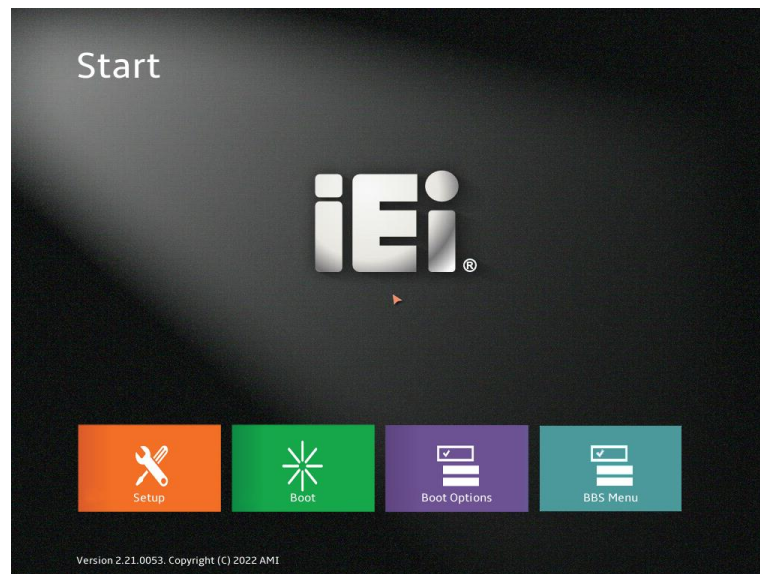 Start
iEi®
Setup
Boot
Boot Options
BBS Menu
Version 2.21.0053. Copyright (C) 2022 AMI